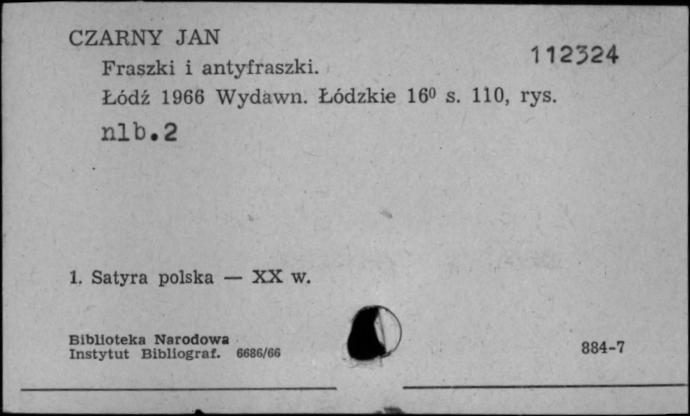 CZARNY JAN
112324
Fraszki i antyfraszki.
Łódź 1966 Wydawn. Łódzkie 16⁰ s. 110, rys.
nlb.2
1. Satyra polska — XX w.
Biblioteka Narodowa
Instytut Bibliograf. 6686/66
884-7